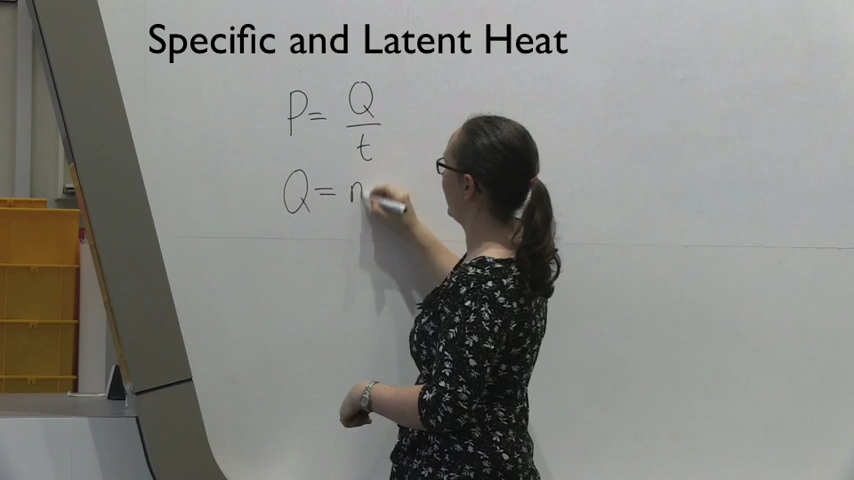 Specific and Latent Heat
P = Q/t
Q = n